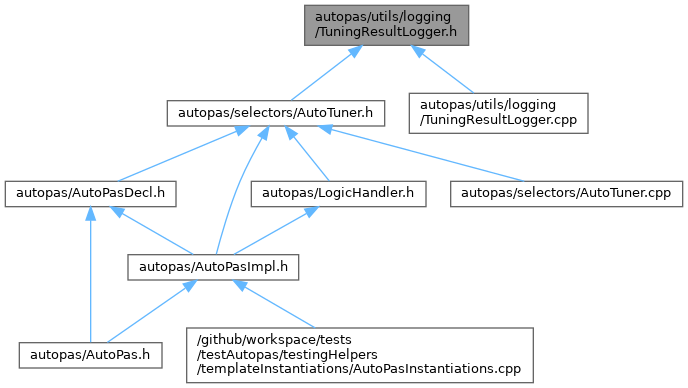 autopas/utils/logging
/TuningResultLogger.h
autopas/selectors/AutoTuner.h
autopas/utils/logging
/TuningResultLogger.cpp
autopas/AutoPasDecl.h
autopas/LogicHandler.h
autopas/selectors/AutoTuner.cpp
autopas/AutoPasImpl.h
autopas/AutoPas.h
/github/workspace/tests
/testAutopas/testingHelpers
/templateInstantiations/AutoPasInstantiations.cpp